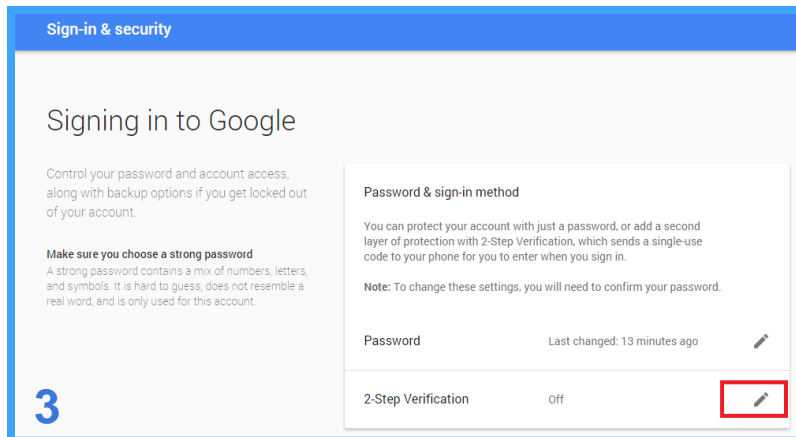 Sign-in & security
Signing in to Google
Control your password and account access,
along with backup options if you get locked out
of your account.
Make sure you choose a strong password
A strong password contains a mix of numbers, letters,
and symbols. It is hard to guess, does not resemble a
real word, and is only used for this account.
Password & sign-in method
You can protect your account with just a password, or add a second
layer of protection with 2-Step Verification, which sends a single-use
code to your phone for you to enter when you sign in.
Note: To change these settings, you will need to confirm your password.
Password Last changed: 13 minutes ago
2-Step Verification Off
3